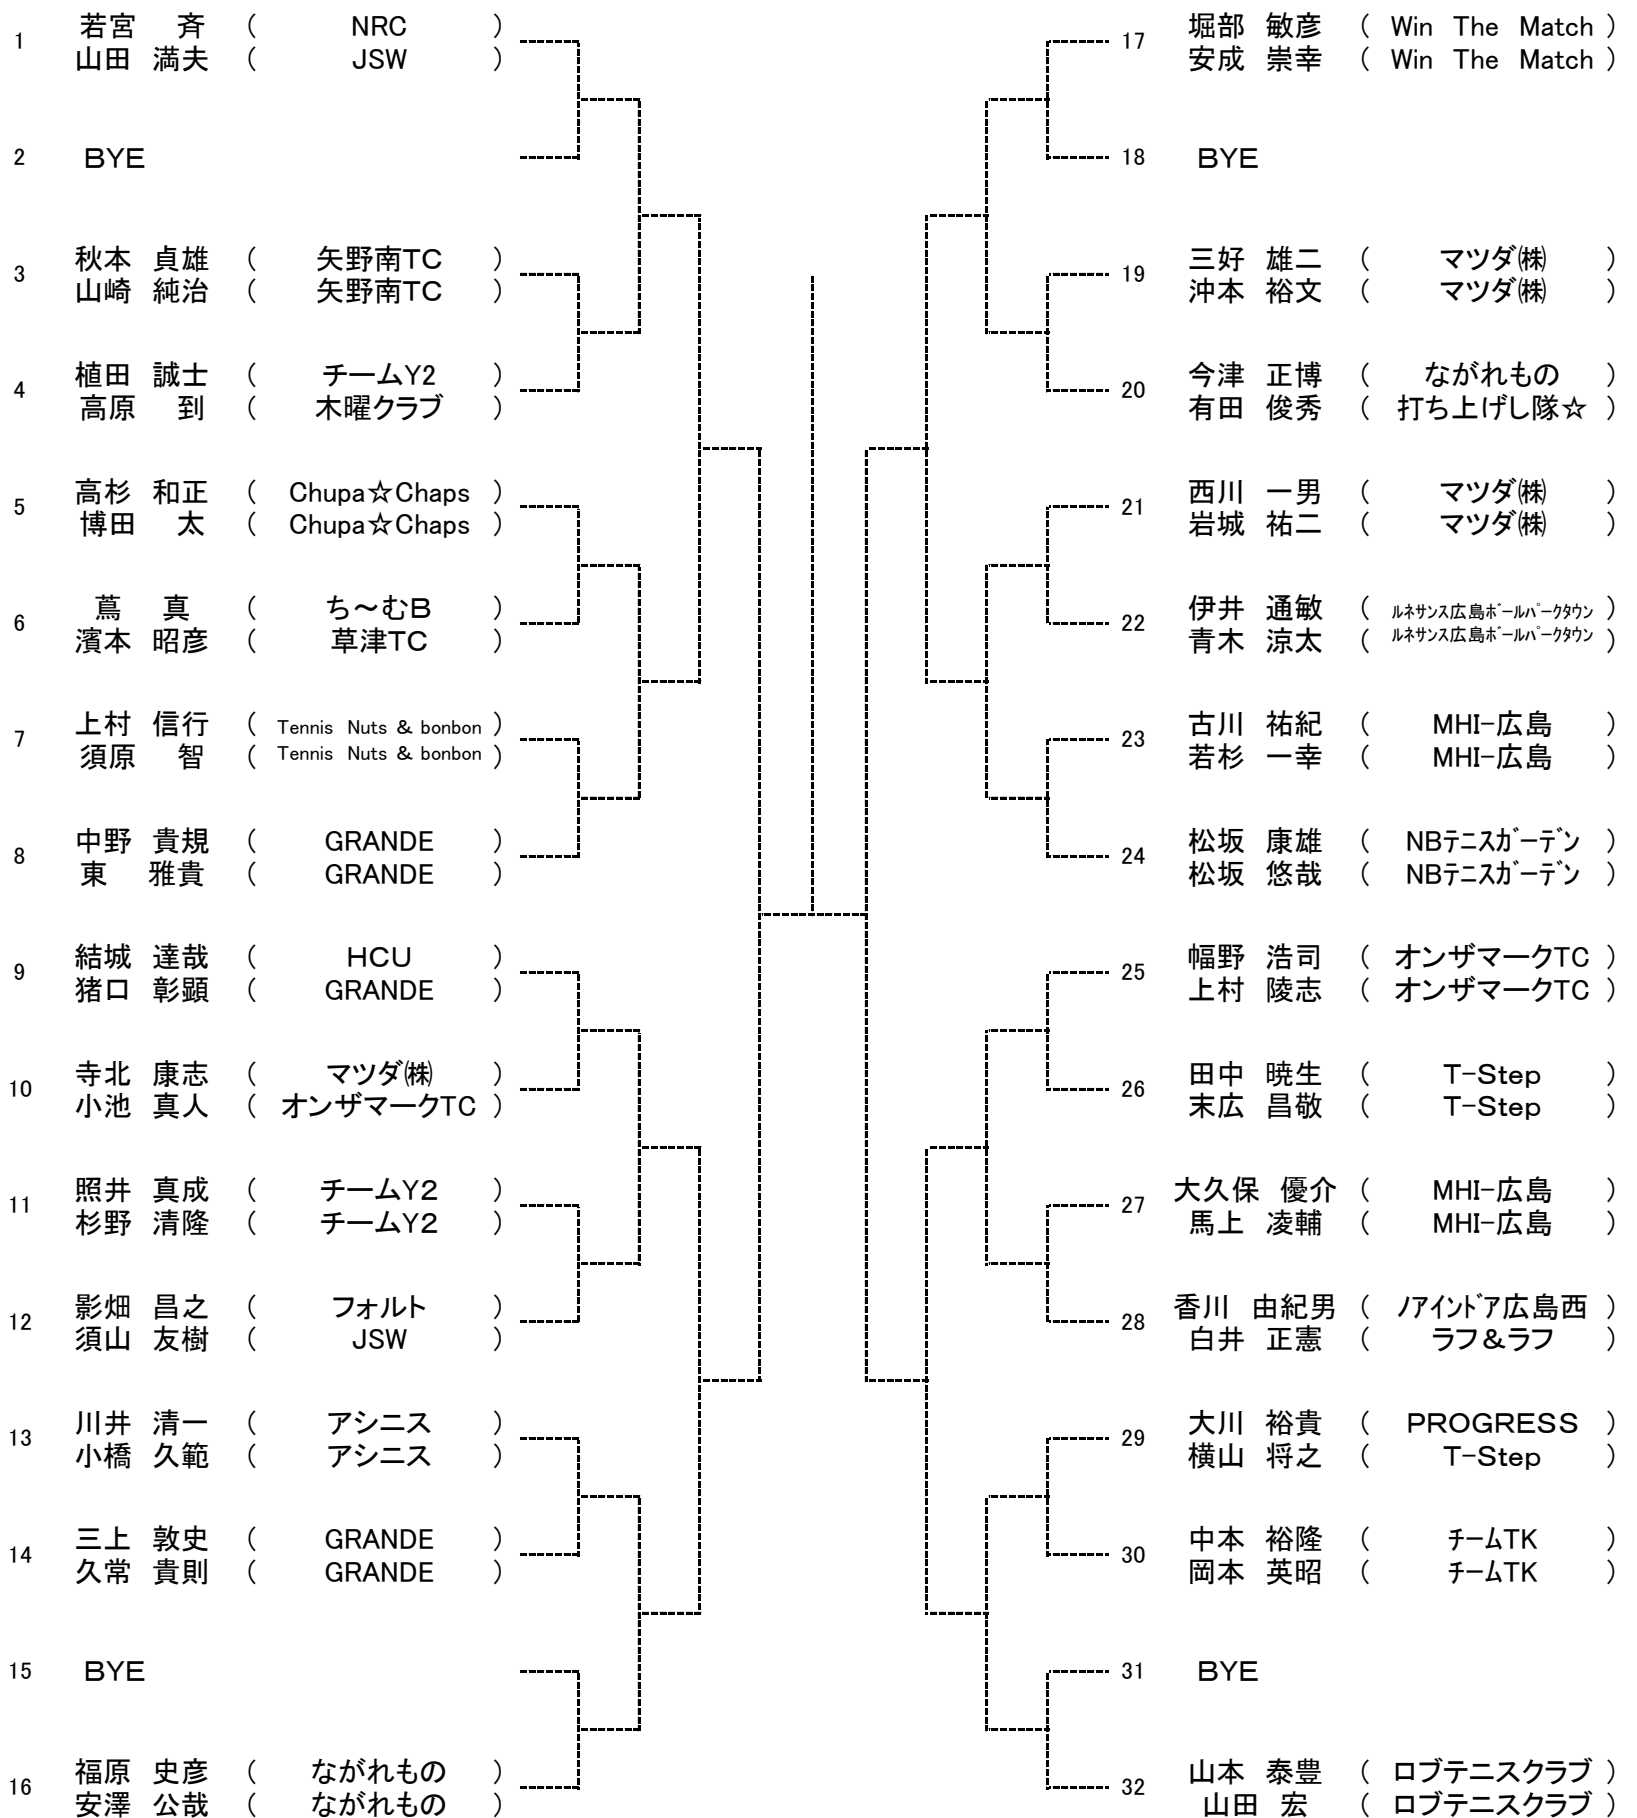 1 若宮 斉 ( NRC )
山田 満夫 ( JSW )
2 BYE
3 秋本 貞雄 ( 矢野南TC )
山崎 純治 ( 矢野南TC )
4 植田 誠士 ( チームY2 )
高原 到 ( 木曜クラブ )
5 高杉 和正 ( Chupa☆Chaps )
博田 太 ( Chupa☆Chaps )
6 蔦 真 ( ち～むB )
濱本 昭彦 ( 草津TC )
7 上村 信行 ( Tennis Nuts & bonbon )
須原 智 ( Tennis Nuts & bonbon )
8 中野 貴規 ( GRANDE )
東 雅貴 ( GRANDE )
9 結城 達哉 ( HCU )
猪口 彰顕 ( GRANDE )
10 寺北 康志 ( マツダ㈱ )
小池 真人 ( オンザマークTC )
11 照井 真成 ( チームY2 )
杉野 清隆 ( チームY2 )
12 影畑 昌之 ( フォルト )
須山 友樹 ( JSW )
13 川井 清一 ( アシニス )
小橋 久範 ( アシニス )
14 三上 敦史 ( GRANDE )
久常 貴則 ( GRANDE )
15 BYE
16 福原 史彦 ( ながれもの )
安澤 公哉 ( ながれもの )
17 堀部 敏彦 ( Win The Match )
安成 崇幸 ( Win The Match )
18 BYE
19 三好 雄二 ( マツダ㈱ )
沖本 裕文 ( マツダ㈱ )
20 今津 正博 ( ながれもの )
有田 俊秀 ( 打ち上げし隊☆ )
21 西川 一男 ( マツダ㈱ )
岩城 祐二 ( マツダ㈱ )
22 伊井 通敏 ( ﾙﾈｻﾝｽ広島ﾎﾞｰﾙﾊﾟｰｸﾀｳﾝ )
青木 涼太 ( ﾙﾈｻﾝｽ広島ﾎﾞｰﾙﾊﾟｰｸﾀｳﾝ )
23 古川 祐紀 ( MHI-広島 )
若杉 一幸 ( MHI-広島 )
24 松坂 康雄 ( NBﾃﾆｽｶﾞｰﾃﾞﾝ )
松坂 悠哉 ( NBﾃﾆｽｶﾞｰﾃﾞﾝ )
25 幅野 浩司 ( オンザマークTC )
上村 陵志 ( オンザマークTC )
26 田中 暁生 ( T-Step )
末広 昌敬 ( T-Step )
27 大久保 優介 ( MHI-広島 )
馬上 凌輔 ( MHI-広島 )
28 香川 由紀男 ( ﾉｱｲﾝﾄﾞｱ広島西 )
白井 正憲 ( ラフ＆ラフ )
29 大川 裕貴 ( PROGRESS )
横山 将之 ( T-Step )
30 中本 裕隆 ( ﾁｰﾑTK )
岡本 英昭 ( ﾁｰﾑTK )
31 BYE
32 山本 泰豊 ( ロブテニスクラブ )
山田 宏 ( ロブテニスクラブ )